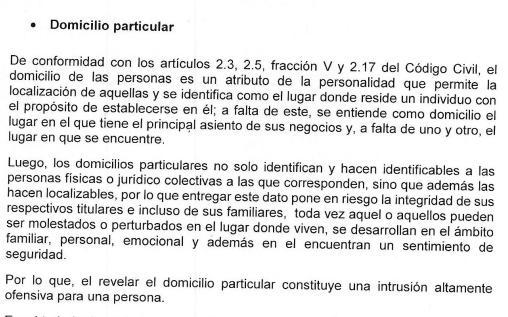 • Domicilio particular
De conformidad con los artículos 2.3, 2.5, fracción V y 2.17 del Código Civil, el
domicilio de las personas es un atributo de la personalidad que permite la
localización de aquellas y se identifica como el lugar donde reside un individuo con
el propósito de establecerse en él; a falta de este, se entiende como domicilio el
lugar en el que tiene el principal asiento de sus negocios y, a falta de uno y otro, el
lugar en que se encuentre.
Luego, los domicilios particulares no solo identifican y hacen identificables a las
personas físicas o jurídico colectivas a las que corresponden, sino que además las
hacen localizables, por lo que entregar este dato pone en riesgo la integridad de sus
respectivos titulares e incluso de sus familiares, toda vez aquel o aquellos pueden
ser molestados o perturbados en el lugar donde viven, se desarrollan en el ámbito
familiar, personal, emocional y además en el encuentran un sentimiento de
seguridad.
Por lo que, el revelar el domicilio particular constituye una intrusión altamente
ofensiva para una persona.